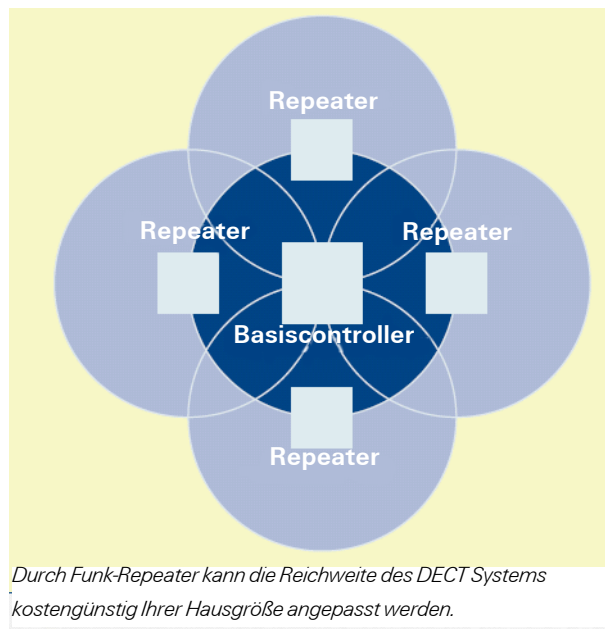 Repeater
Repeater Repeater
Basiscontroller
Repeater
Durch Funk-Repeater kann die Reichweite des DECT Systems
kostengünstig Ihrer Hausgröße angepasst werden.